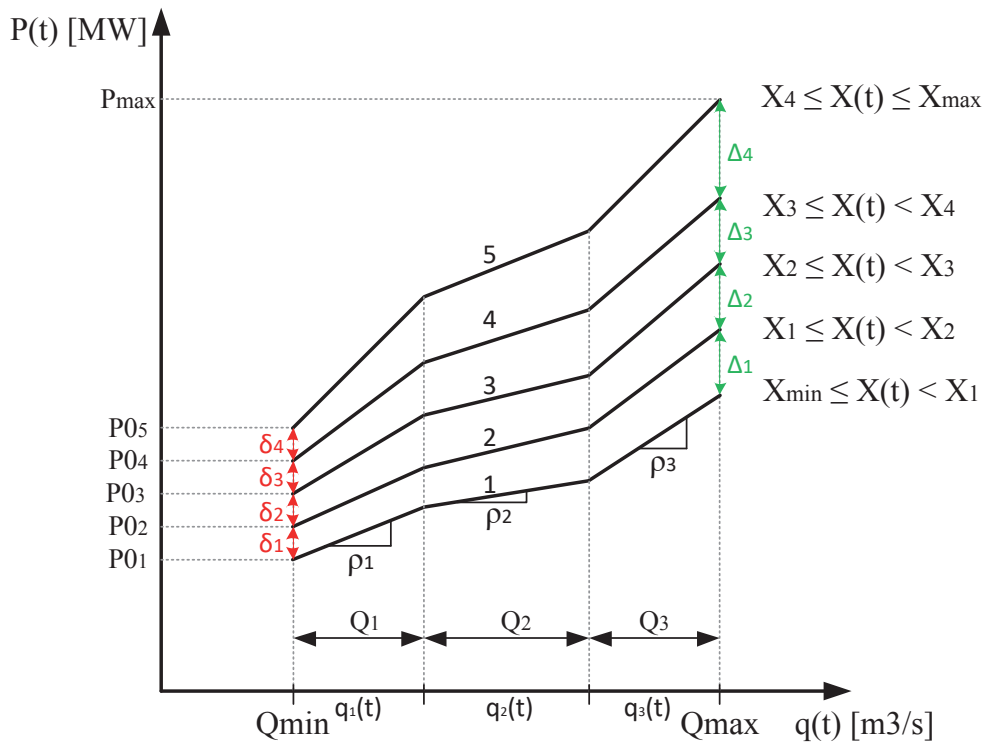 P(t) [MW]
Pmax
X4 ≤ X(t) ≤ Xmax
Δ4
X3 ≤ X(t) < X4
Δ3
5
X2 ≤ X(t) < X3
4
Δ2
X1 ≤ X(t) < X2
3
Δ1
Xmin ≤ X(t) < X1
P05
δ4
2
P04
δ3
ρ3
P03
1
δ2
ρ2
P02
δ1
P01
ρ1
Q1
Q2
Q3
Qmin
q1(t)
q2(t)
q3(t)
Qmax
q(t) [m3/s]